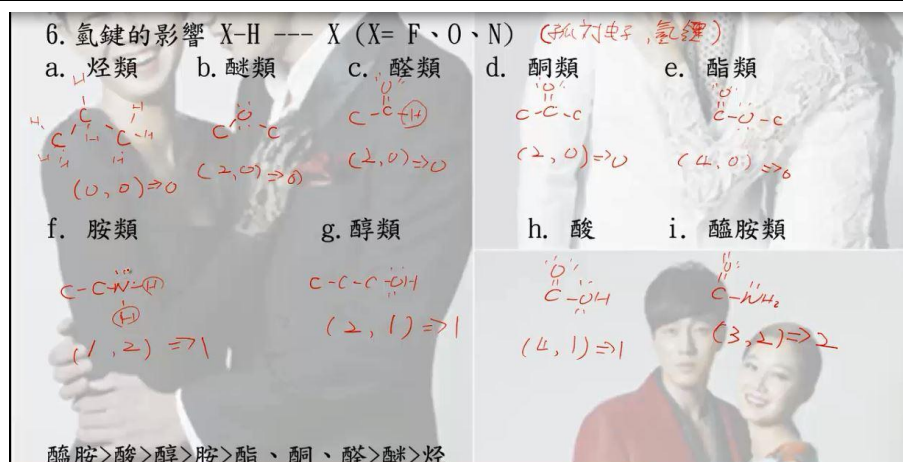 6.氫鍵的影響 X-H --- X (X= F、O、N) (孤对电子,氢鍵)
a. 烴類 b.醚類 c. 醛類 d. 酮類 e. 酯類
(0,0)=>0 (2,0)=>0 (2,0)=>0 (2,0)=>0 (4,0)=>0
f. 胺類 g.醇類 h. 酸 i. 醯胺類
C-C-N-H H C-C-C-OH C-OH C-NH2
(1,2)=>1 (2,1)=>1 (4,1)=>1 (3,2)=>2
醯胺>酸>醇>胺>酯、酮、醛>醚>烴